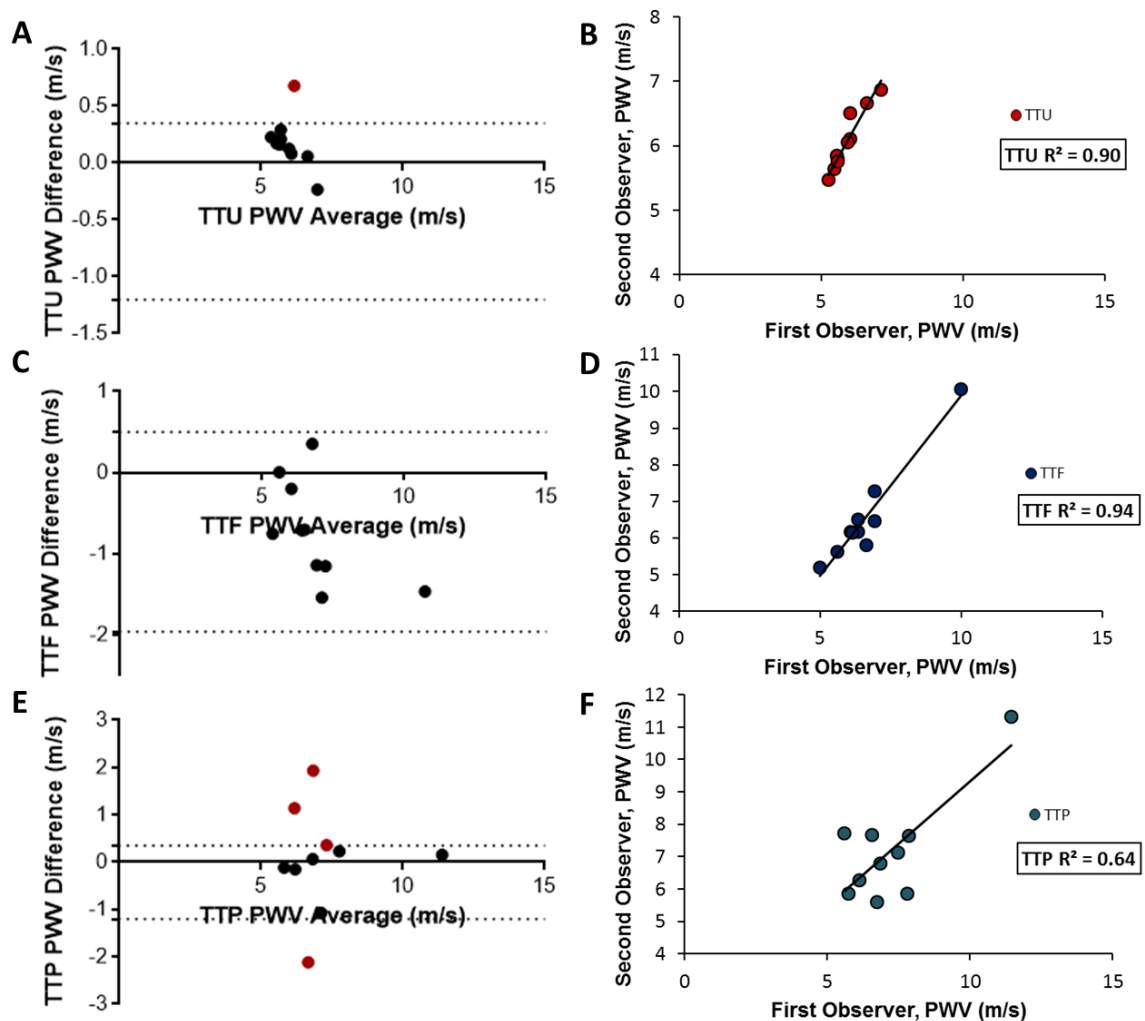 A
1.0
0.5
0.0
-0.5
-1.0
-1.5
5
10
15
TTU PWV Difference (m/s)
TTU PWV Average (m/s)
B
8
7
6
5
4
0
5
10
15
Second Observer, PWV (m/s)
First Observer, PWV (m/s)
TTU
TTU R² = 0.90
C
1
0
-1
-2
5
10
15
TTF PWV Difference (m/s)
TTF PWV Average (m/s)
D
11
10
9
8
7
6
5
4
0
5
10
15
Second Observer, PWV (m/s)
First Observer, PWV (m/s)
TTF
TTF R² = 0.94
E
3
2
1
0
-1
-2
-3
5
10
15
TTP PWV Difference (m/s)
TTP PWV Average (m/s)
F
12
11
10
9
8
7
6
5
4
0
5
10
15
Second Observer, PWV (m/s)
First Observer, PWV (m/s)
TTP
TTP R² = 0.64